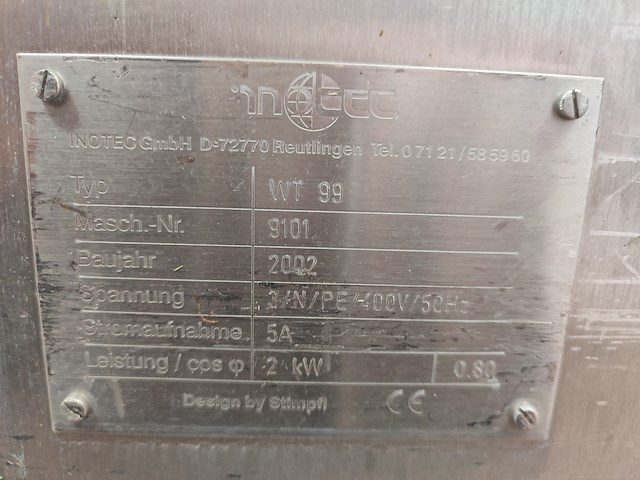 inotec
INOTEC GmbH D-72770 Reutlingen Tel. 0 71 21 / 58 59 60
Typ WT 99
Masch.-Nr. 9101
Baujahr 2002
Spannung 3/N/PE/400V/50Hz
Stromaufnahme 5A
Leistung / cos φ 2 kW 0.80
Design by Stimpfl CE